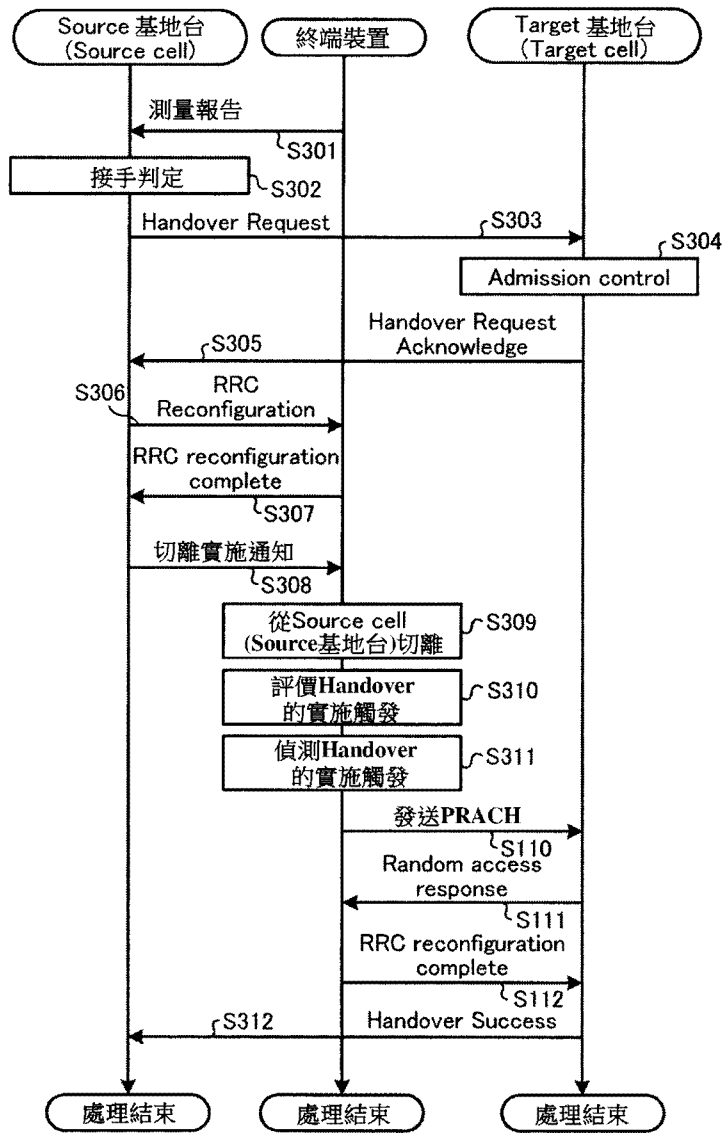 Source 基地台
(Source cell)
終端裝置
Target 基地台
(Target cell)
測量報告
S301
接手判定
S302
Handover Request
S303
S304
Admission control
Handover Request
Acknowledge
S305
S306
RRC
Reconfiguration
RRC reconfiguration
complete
S307
切離實施通知
S308
從Source cell
(Source基地台)切離
S309
評價Handover
的實施觸發
S310
偵測Handover
的實施觸發
S311
發送PRACH
S110
Random access
response
S111
RRC reconfiguration
complete
S112
S312
Handover Success
處理結束
處理結束
處理結束